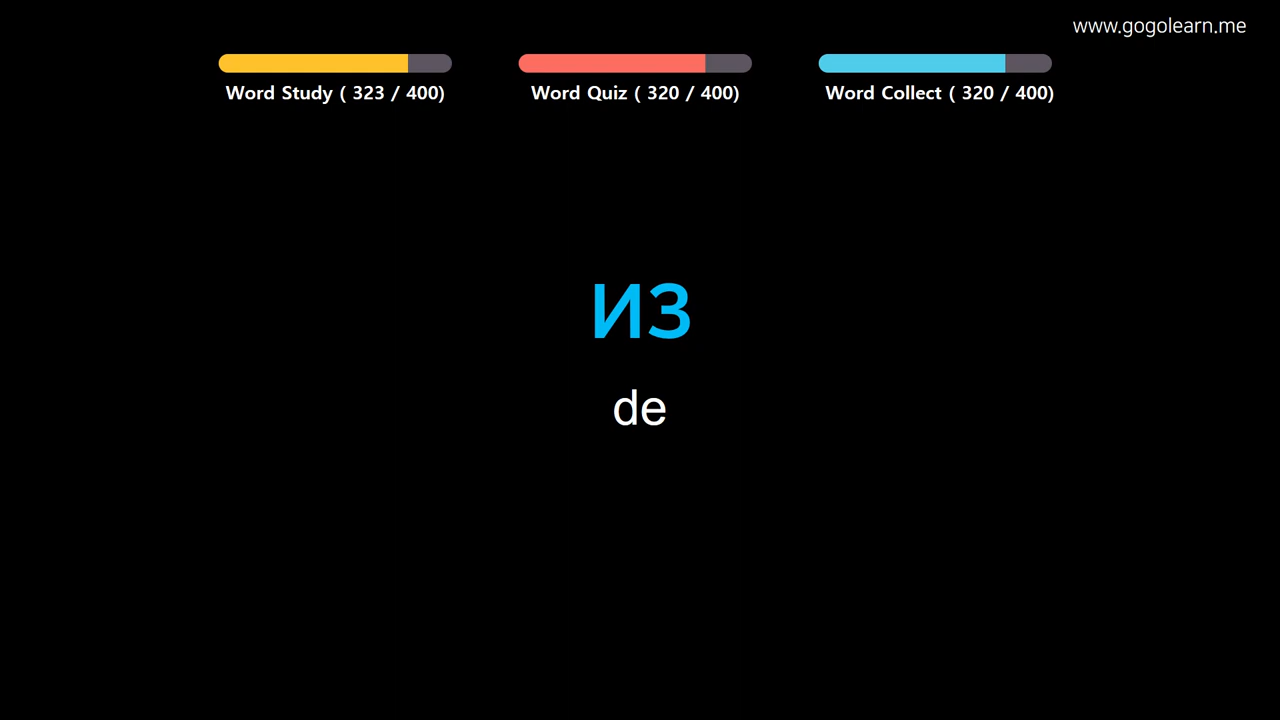 www.gogolearn.me
Word Study ( 323 / 400)
Word Quiz ( 320 / 400)
Word Collect ( 320 / 400)
из
de